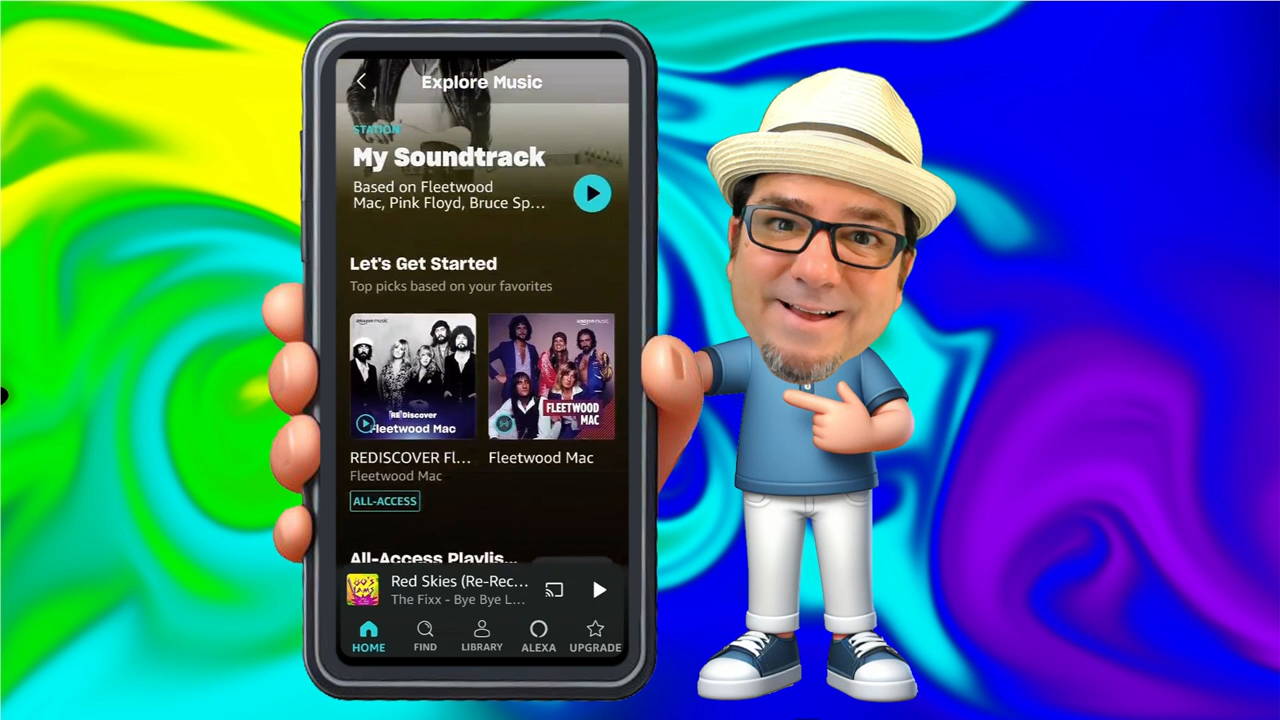 Explore Music
STATION
My Soundtrack
Based on Fleetwood
Mac, Pink Floyd, Bruce Sp...
Let's Get Started
Top picks based on your favorites
amazon music
[RE]Discover
Fleetwood Mac
amazon music
FLEETWOOD
MAC
REDISCOVER Fl...
Fleetwood Mac
ALL-ACCESS
Fleetwood Mac
All-Access Playlis...
80'S
JAMS
Red Skies (Re-Rec...
The Fixx - Bye Bye L...
HOME
FIND
LIBRARY
ALEXA
UPGRADE